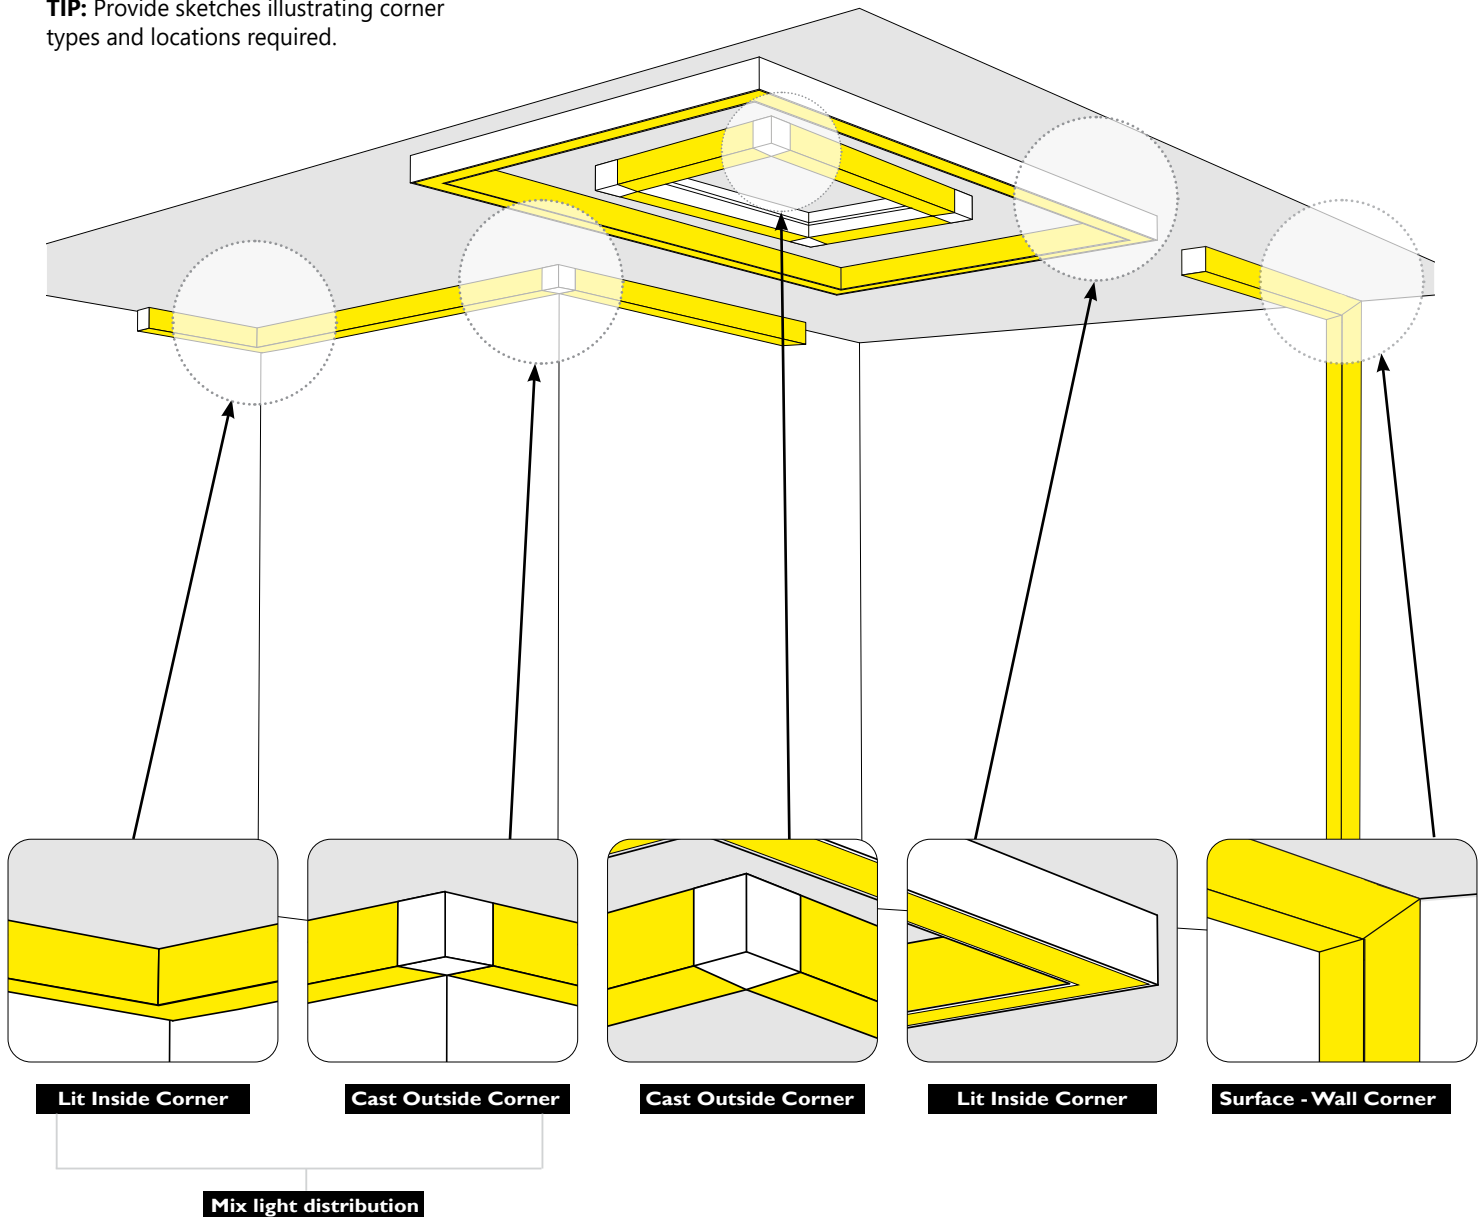 TIP: Provide sketches illustrating corner
types and locations required.
Lit Inside Corner
Cast Outside Corner
Cast Outside Corner
Lit Inside Corner
Surface - Wall Corner
Mix light distribution